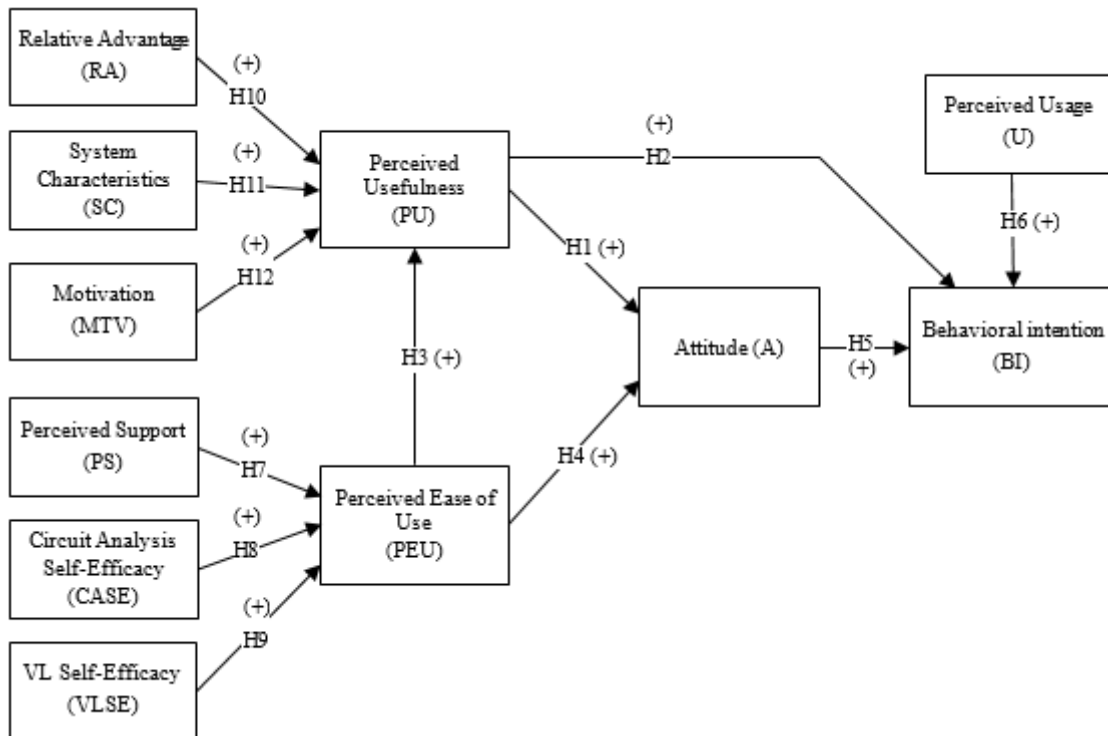 Relative Advantage
(RA)
(+)
H10
System
Characteristics
(SC)
(+)
H11
Motivation
(MTV)
(+)
H12
Perceived
Usefulness
(PU)
(+)
H2
Perceived Usage
(U)
H6 (+)
H1 (+)
H3 (+)
Attitude (A)
H5
(+)
Behavioral intention
(BI)
Perceived Support
(PS)
(+)
H7
Circuit Analysis
Self-Efficacy
(CASE)
(+)
H8
VL Self-Efficacy
(VLSE)
(+)
H9
Perceived Ease of
Use
(PEU)
H4 (+)